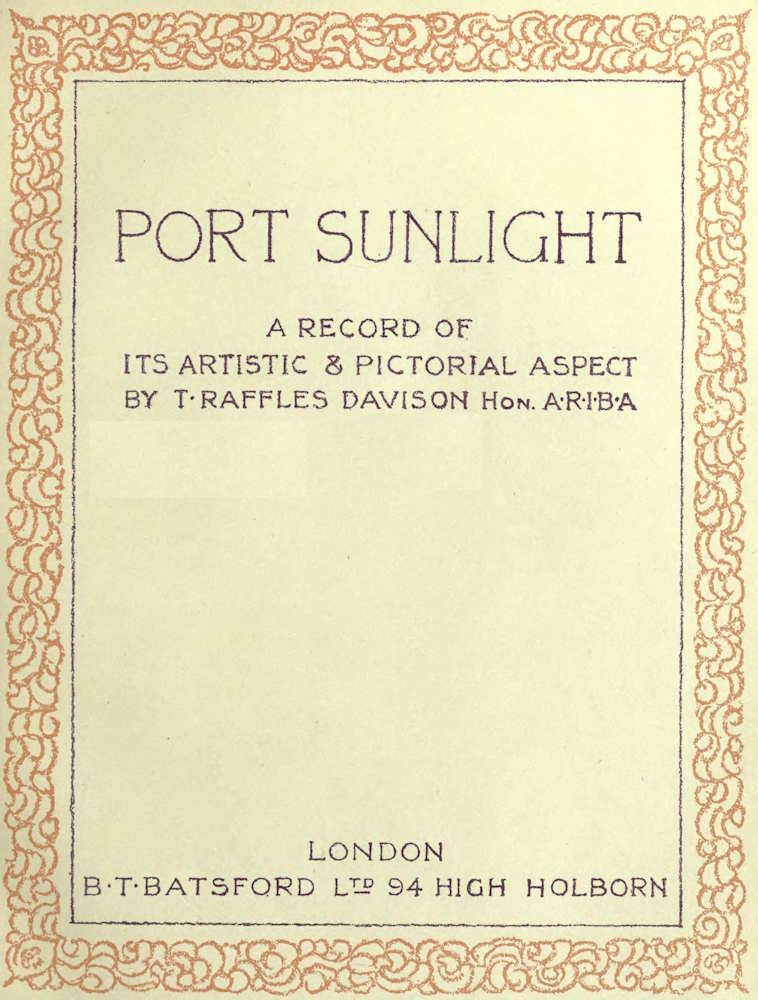 PORT SUNLIGHT
A RECORD OF
ITS ARTISTIC & PICTORIAL ASPECT
BY T·RAFFLES DAVISON HON. A·R·I·B·A
LONDON
B·T·BATSFORD LTD 94 HIGH HOLBORN